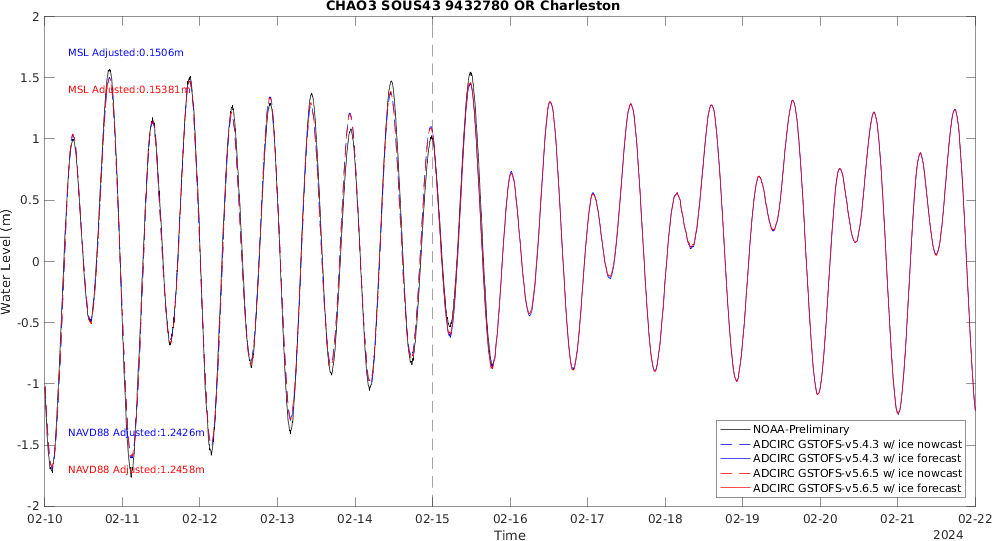 CHAO3 SOUS43 9432780 OR Charleston
2
MSL Adjusted:0.1506m
1.5
MSL Adjusted:0.15381m
1
0.5
0
-0.5
-1
NAVD88 Adjusted:1.2426m
-1.5
NAVD88 Adjusted:1.2458m
-2
Water Level (m)
NOAA-Preliminary
ADCIRC GSTOFS-v5.4.3 w/ ice nowcast
ADCIRC GSTOFS-v5.4.3 w/ ice forecast
ADCIRC GSTOFS-v5.6.5 w/ ice nowcast
ADCIRC GSTOFS-v5.6.5 w/ ice forecast
02-10 02-11 02-12 02-13 02-14 02-15 02-16 02-17 02-18 02-19 02-20 02-21 02-22
Time
2024